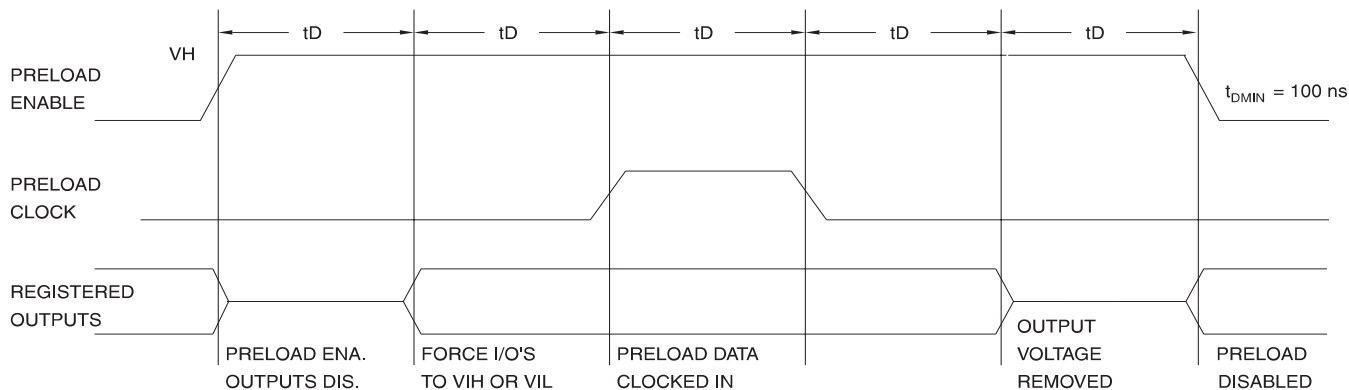 tD tD tD tD tD
VH
PRELOAD
ENABLE
tDMIN = 100 ns
PRELOAD
CLOCK
REGISTERED
OUTPUTS
PRELOAD ENA.
OUTPUTS DIS.
FORCE I/O'S
TO VIH OR VIL
PRELOAD DATA
CLOCKED IN
OUTPUT
VOLTAGE
REMOVED
PRELOAD
DISABLED